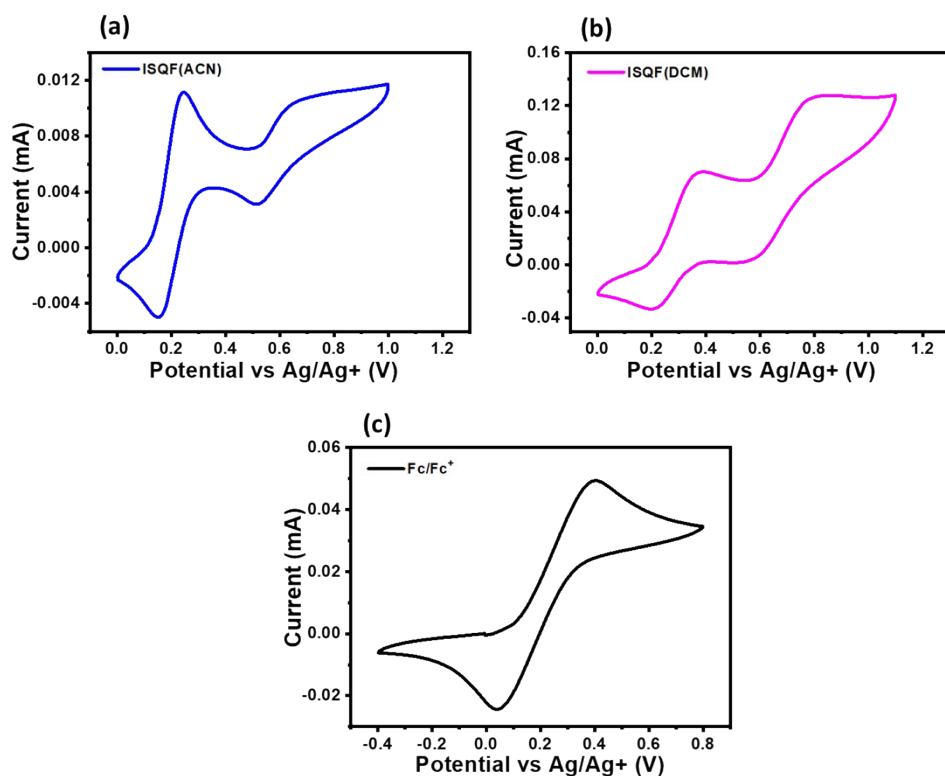 (a)
ISQF(ACN)
Current (mA)
0.012
0.008
0.004
0.000
-0.004
0.0 0.2 0.4 0.6 0.8 1.0 1.2
Potential vs Ag/Ag+ (V)
(b)
ISQF(DCM)
Current (mA)
0.16
0.12
0.08
0.04
0.00
-0.04
0.0 0.2 0.4 0.6 0.8 1.0 1.2
Potential vs Ag/Ag+ (V)
(c)
Fc/Fc⁺
Current (mA)
0.06
0.04
0.02
0.00
-0.02
-0.4 -0.2 0.0 0.2 0.4 0.6 0.8
Potential vs Ag/Ag+ (V)